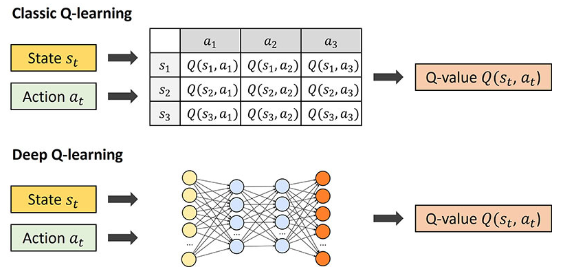 Classic Q-learning
State s_t
Action a_t
a_1 a_2 a_3
s_1 Q(s_1, a_1) Q(s_1, a_2) Q(s_1, a_3)
s_2 Q(s_2, a_1) Q(s_2, a_2) Q(s_2, a_3)
s_3 Q(s_3, a_1) Q(s_3, a_2) Q(s_3, a_3)
Q-value Q(s_t, a_t)
Deep Q-learning
State s_t
Action a_t
... ... ... ...
Q-value Q(s_t, a_t)